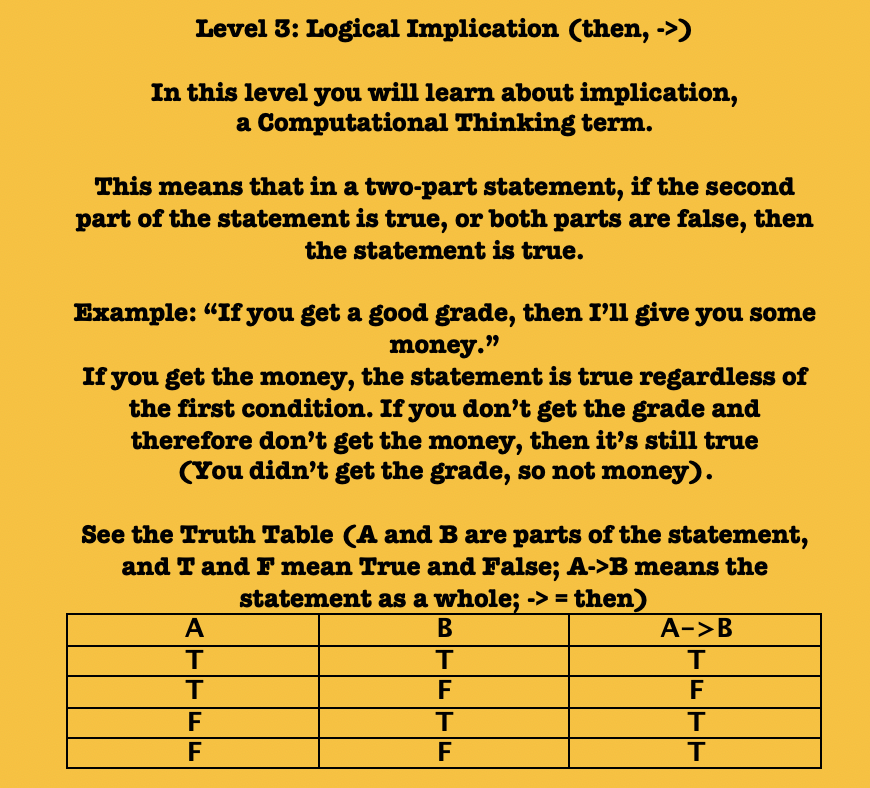 Level 3: Logical Implication (then, ->)
In this level you will learn about implication,
a Computational Thinking term.
This means that in a two-part statement, if the second
part of the statement is true, or both parts are false, then
the statement is true.
Example: “If you get a good grade, then I’ll give you some
money.”
If you get the money, the statement is true regardless of
the first condition. If you don’t get the grade and
therefore don’t get the money, then it’s still true
(You didn’t get the grade, so not money).
See the Truth Table (A and B are parts of the statement,
and T and F mean True and False; A->B means the
statement as a whole; -> = then)
A B A->B
T T T
T F F
F T T
F F T